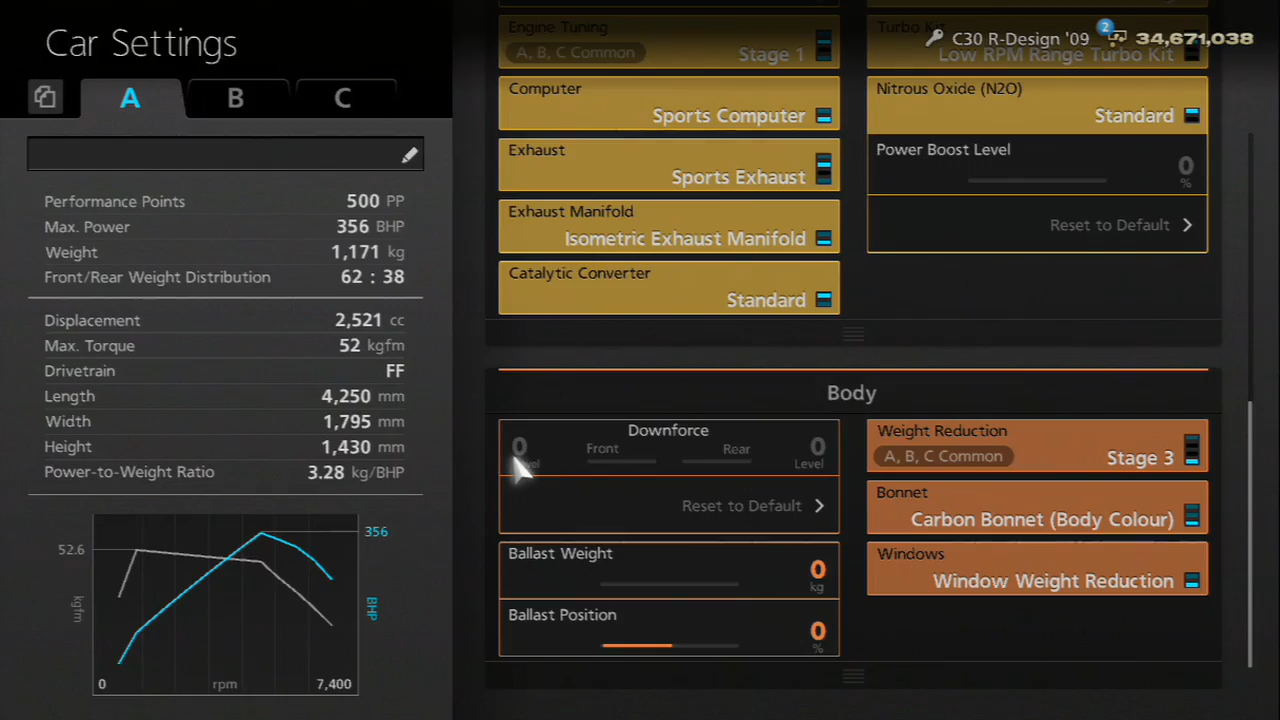 Car Settings
C30 R-Design '09
2
34,671,038
A
B
C
Performance Points 500 PP
Max. Power 356 BHP
Weight 1,171 kg
Front/Rear Weight Distribution 62 : 38
Displacement 2,521 cc
Max. Torque 52 kgfm
Drivetrain FF
Length 4,250 mm
Width 1,795 mm
Height 1,430 mm
Power-to-Weight Ratio 3.28 kg/BHP
356
52.6
kgfm
BHP
0 rpm 7,400
Engine Tuning
A, B, C Common
Stage 1
Computer
Sports Computer
Exhaust
Sports Exhaust
Exhaust Manifold
Isometric Exhaust Manifold
Catalytic Converter
Standard
Turbo Kit
Low RPM Range Turbo Kit
Nitrous Oxide (N2O)
Standard
Power Boost Level
0
%
Reset to Default
Body
Downforce
0 Front Rear 0
Level
Reset to Default
Ballast Weight
0
kg
Ballast Position
0
%
Weight Reduction
A, B, C Common
Stage 3
Bonnet
Carbon Bonnet (Body Colour)
Windows
Window Weight Reduction